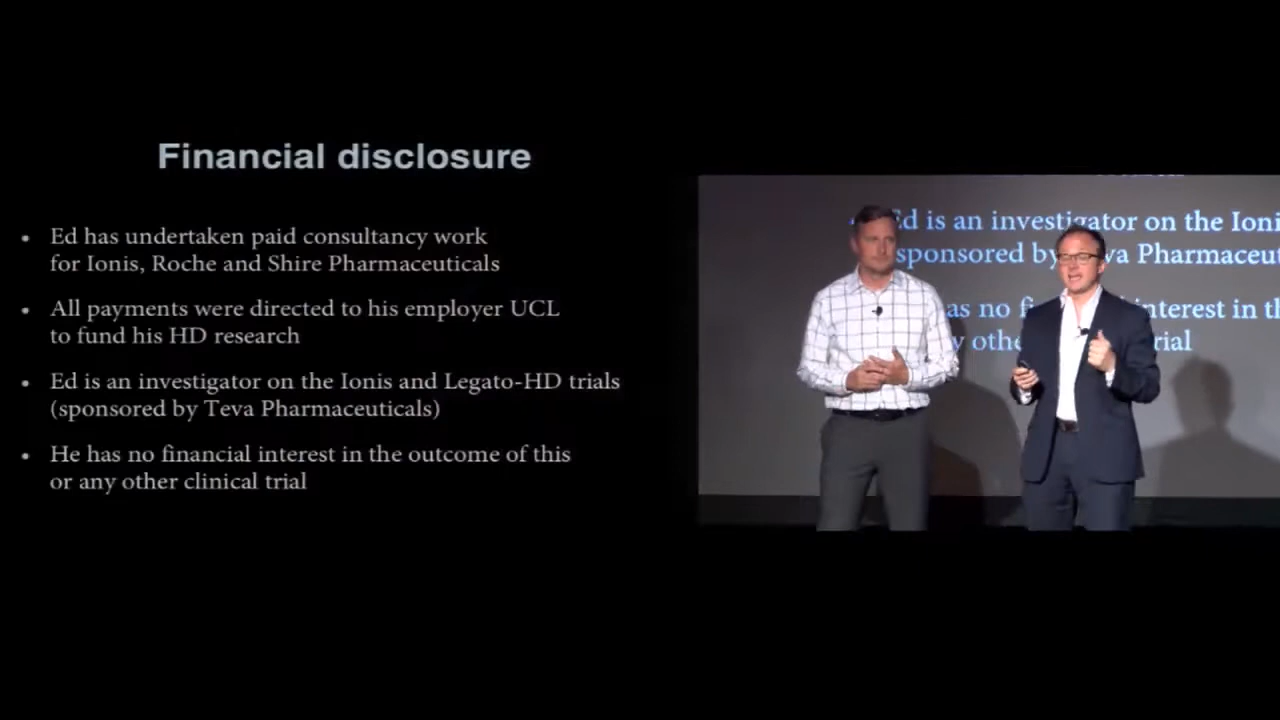 Financial disclosure
• Ed has undertaken paid consultancy work
for Ionis, Roche and Shire Pharmaceuticals
• All payments were directed to his employer UCL
to fund his HD research
• Ed is an investigator on the Ionis and Legato-HD trials
(sponsored by Teva Pharmaceuticals)
• He has no financial interest in the outcome of this
or any other clinical trial
Ed is an investigator on the Ioni
sponsored by Teva Pharmaceut
as no f interest in t
othe rial